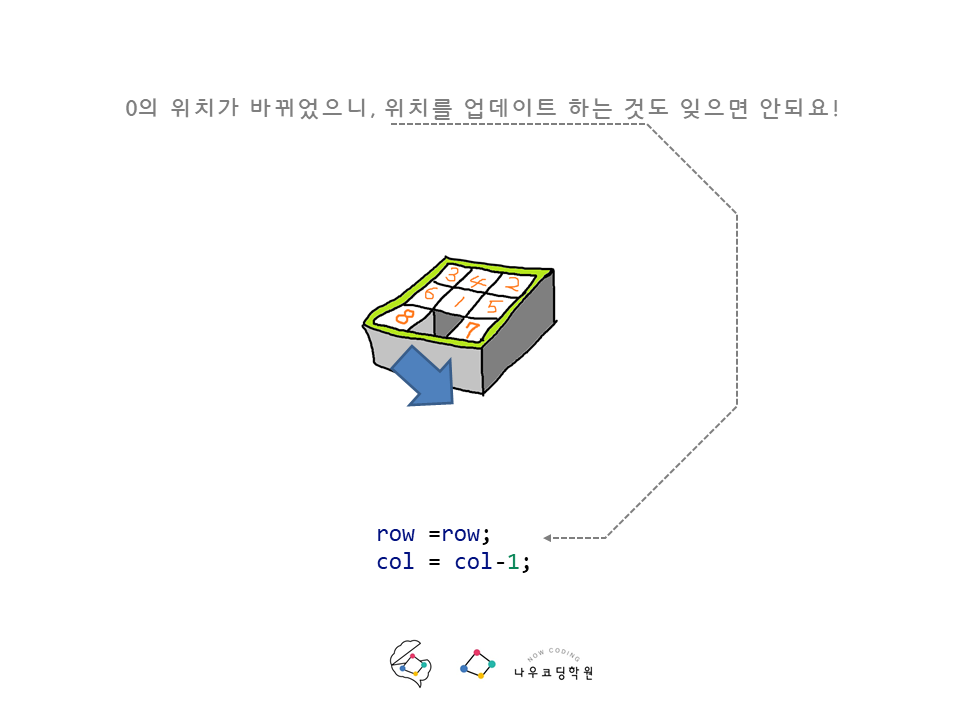 0의 위치가 바뀌었으니, 위치를 업데이트 하는 것도 잊으면 안되요!
3 4 2
6 1 5
8 7
row =row;
col = col-1;
NOW CODING
나우코딩학원